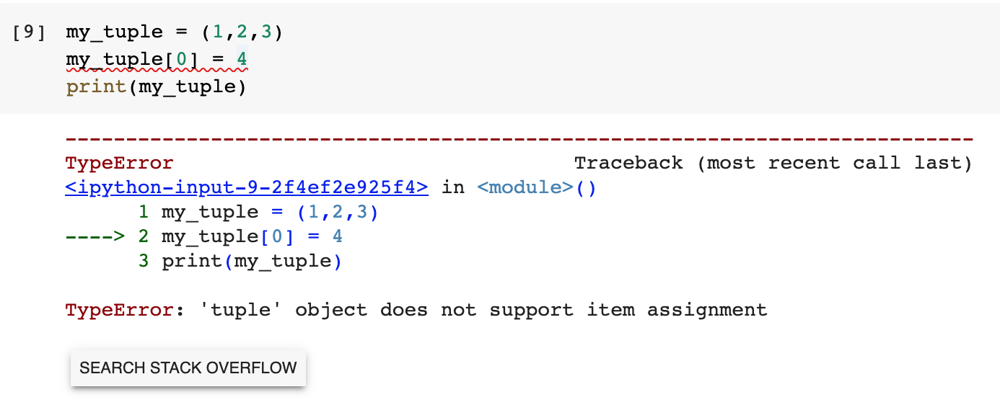 [9] my_tuple = (1,2,3)
my_tuple[0] = 4
print(my_tuple)
---------------------------------------------------------------------------
TypeError Traceback (most recent call last)
<ipython-input-9-2f4ef2e925f4> in <module>()
1 my_tuple = (1,2,3)
----> 2 my_tuple[0] = 4
3 print(my_tuple)
TypeError: 'tuple' object does not support item assignment
SEARCH STACK OVERFLOW